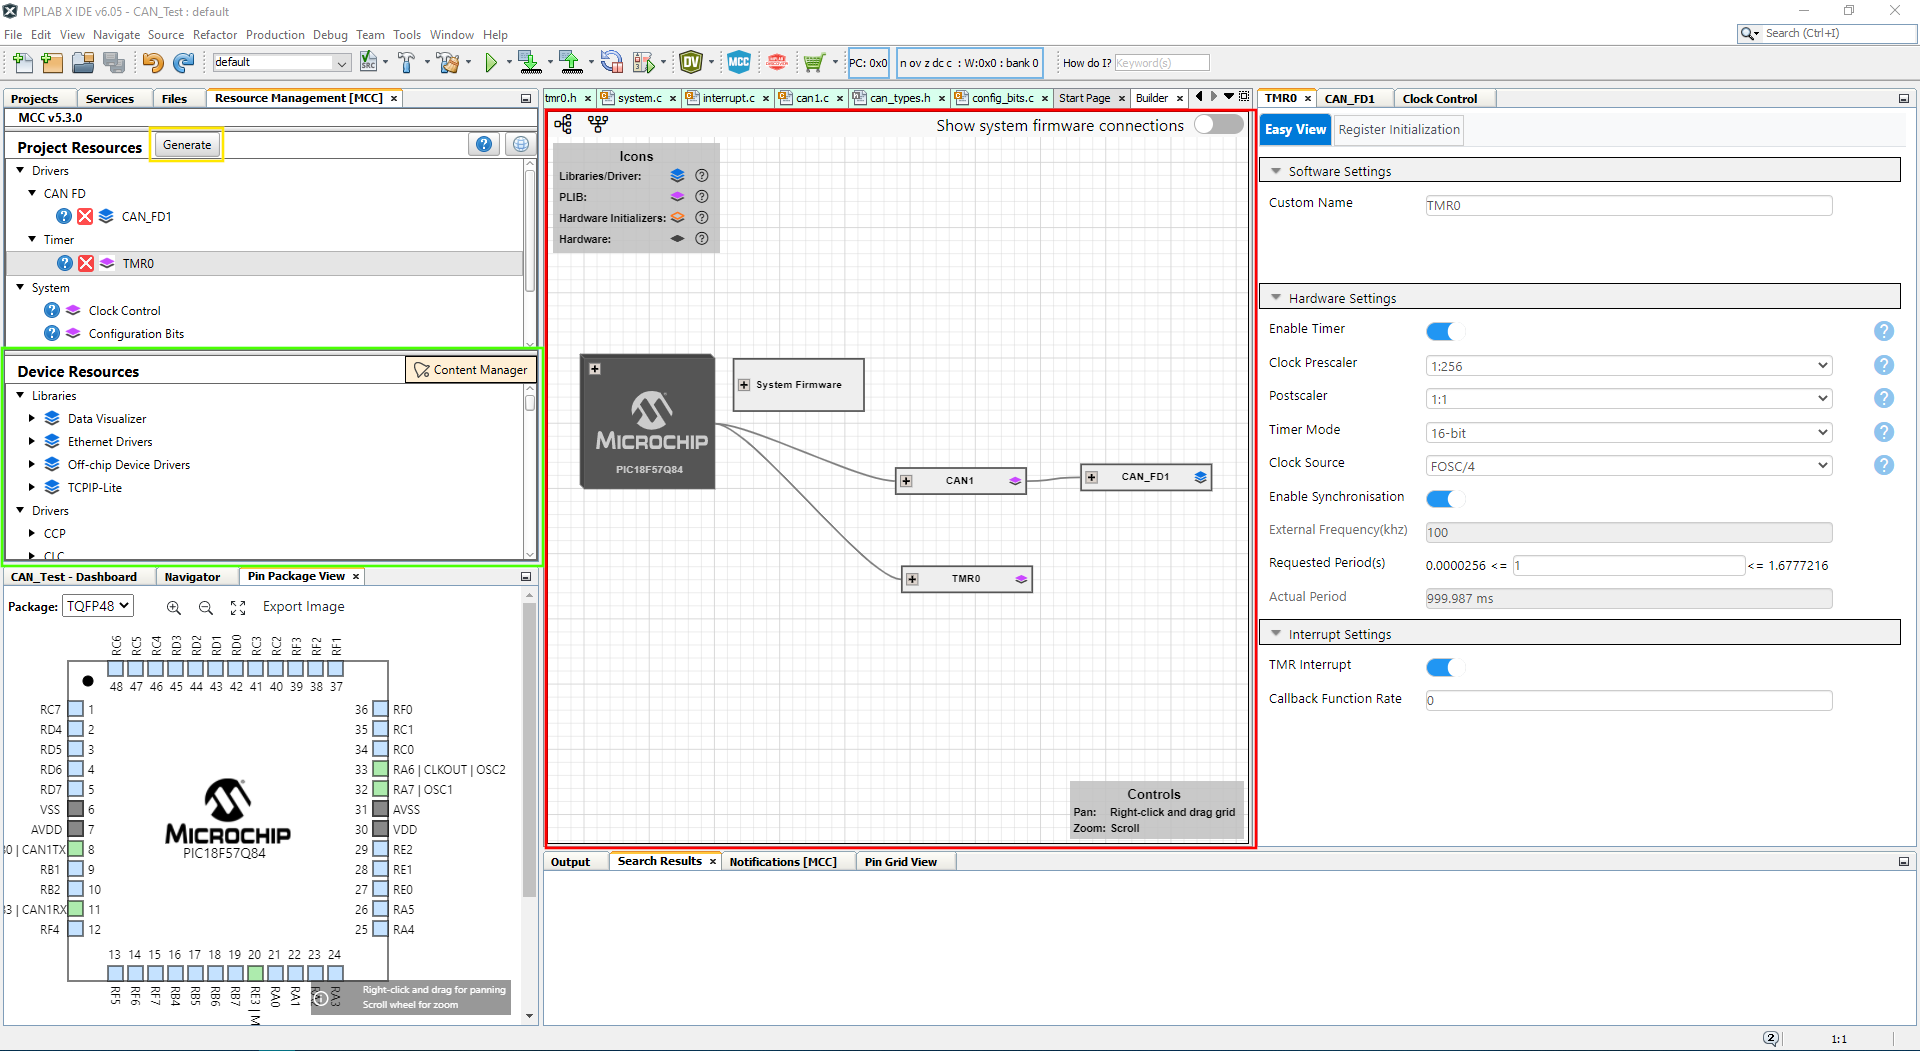 MPLAB X IDE v6.05 - CAN_Test : default
File Edit View Navigate Source Refactor Production Debug Team Tools Window Help
Search (Ctrl+I)
default
SRC
DV
MCC
PC: 0x0
n ov z dc c : W:0x0 : bank 0
How do I? Keyword(s)
Projects Services Files Resource Management [MCC] ×
MCC v5.3.0
Project Resources Generate
Drivers
CAN FD
CAN_FD1
Timer
TMR0
System
Clock Control
Configuration Bits
Device Resources Content Manager
Libraries
Data Visualizer
Ethernet Drivers
Off-chip Device Drivers
TCPIP-Lite
Drivers
CCP
CLC
CAN_Test - Dashboard Navigator Pin Package View ×
Package: TQFP48 Export Image
RC6 RC5 RC4 RD3 RD2 RD1 RD0 RC3 RC2 RF3 RF2 RF1
48 47 46 45 44 43 42 41 40 39 38 37
RC7 1 36 RF0
RD4 2 35 RC1
RD5 3 34 RC0
RD6 4 33 RA6 | CLKOUT | OSC2
RD7 5 32 RA7 | OSC1
VSS 6 31 AVSS
AVDD 7 30 VDD
30 | CAN1TX 8 29 RE2
RB1 9 28 RE1
RB2 10 27 RE0
33 | CAN1RX 11 26 RA5
RF4 12 25 RA4
MICROCHIP
PIC18F57Q84
13 14 15 16 17 18 19 20 21 22 23 24
RF5 RF6 RF7 RB4 RB5 RB6 RB7 RE3 | M RA0 RA1 RA3
Right-click and drag for panning
Scroll wheel for zoom
tmr0.h × system.c × interrupt.c × can1.c × can_types.h × config_bits.c × Start Page × Builder ×
Show system firmware connections
Icons
Libraries/Driver:
PLIB:
Hardware Initializers:
Hardware:
MICROCHIP
PIC18F57Q84
System Firmware
CAN1
CAN_FD1
TMR0
Controls
Pan: Right-click and drag grid
Zoom: Scroll
Output Search Results × Notifications [MCC] Pin Grid View
TMR0 × CAN_FD1 Clock Control
Easy View Register Initialization
Software Settings
Custom Name TMR0
Hardware Settings
Enable Timer
Clock Prescaler 1:256
Postscaler 1:1
Timer Mode 16-bit
Clock Source FOSC/4
Enable Synchronisation
External Frequency(khz) 100
Requested Period(s) 0.0000256 <= 1 <= 1.6777216
Actual Period 999.987 ms
Interrupt Settings
TMR Interrupt
Callback Function Rate 0
2 1:1